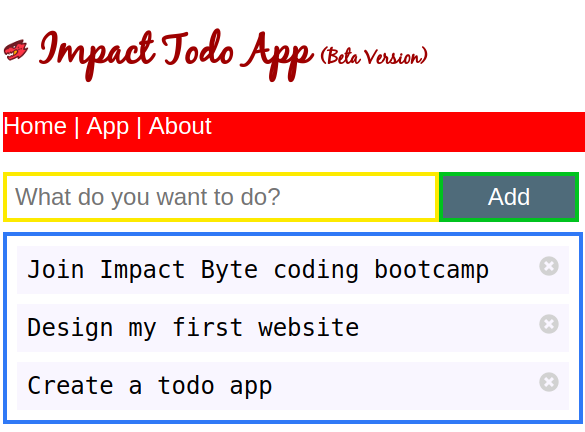 Impact Todo App (Beta Version)
Home | App | About
What do you want to do? Add
Join Impact Byte coding bootcamp
Design my first website
Create a todo app